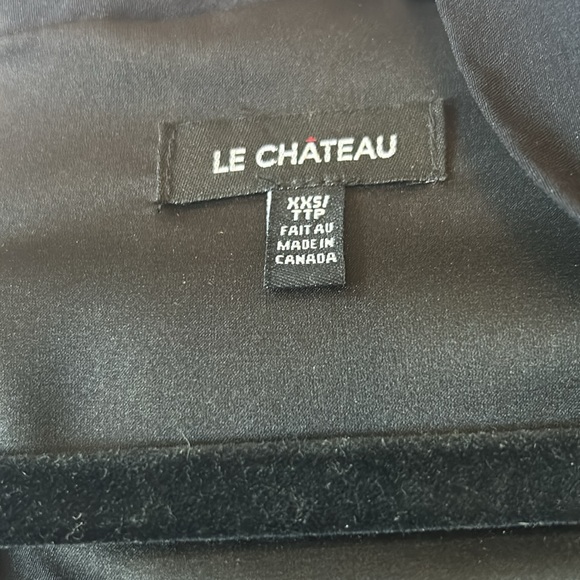 LE CHÂTEAU
XXS/
TTP
FAIT AU
MADE IN
CANADA